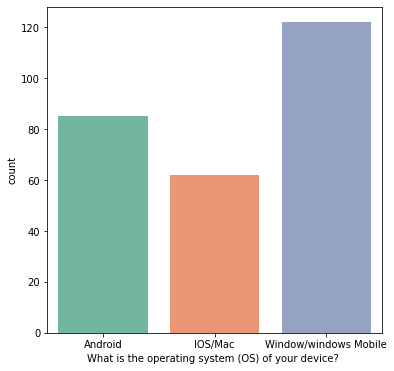 120
100
80
60
40
20
0
count
Android IOS/Mac Window/windows Mobile
What is the operating system (OS) of your device?